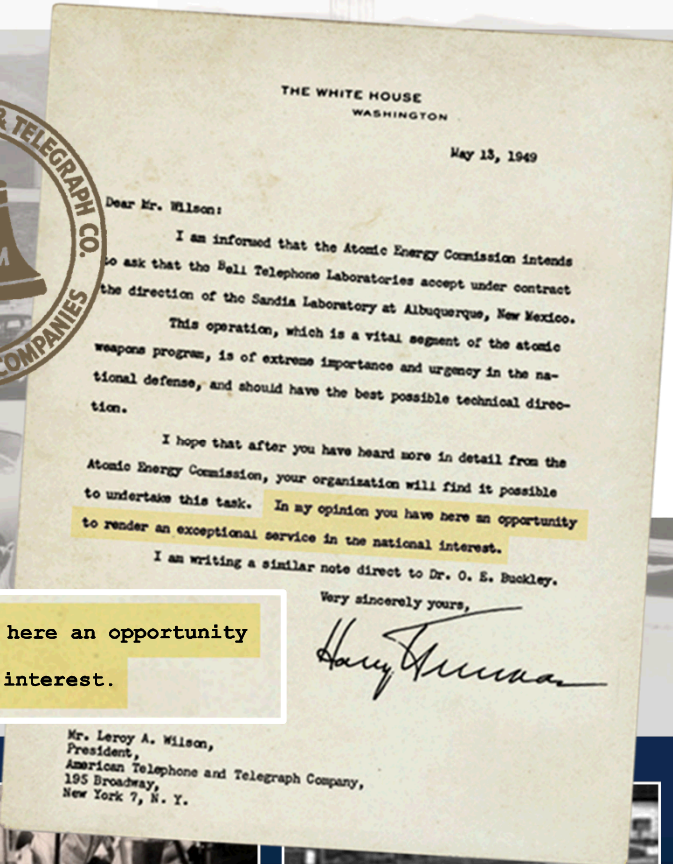 THE WHITE HOUSE
WASHINGTON
May 13, 1949
& TELEGRAPH CO.
COMPANIES
Dear Mr. Wilson:
I am informed that the Atomic Energy Commission intends
to ask that the Bell Telephone Laboratories accept under contract
the direction of the Sandia Laboratory at Albuquerque, New Mexico.
This operation, which is a vital segment of the atomic
weapons program, is of extreme importance and urgency in the na-
tional defense, and should have the best possible technical direc-
tion.
I hope that after you have heard more in detail from the
Atomic Energy Commission, your organization will find it possible
to undertake this task. In my opinion you have here an opportunity
to render an exceptional service in the national interest.
I am writing a similar note direct to Dr. O. E. Buckley.
Very sincerely yours,
Harry Truman
here an opportunity
interest.
Mr. Leroy A. Wilson,
President,
American Telephone and Telegraph Company,
195 Broadway,
New York 7, N. Y.